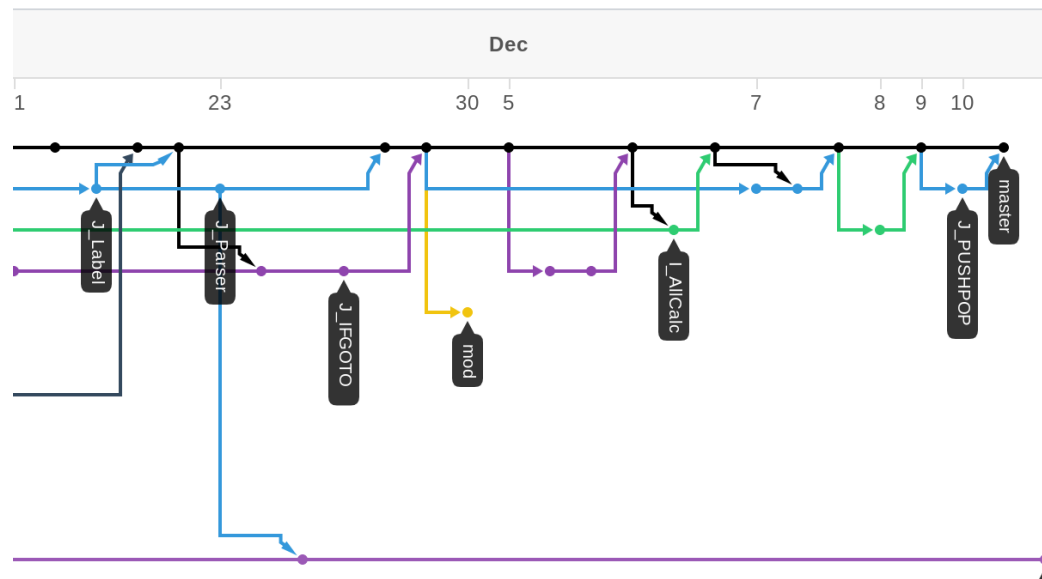 Dec
1 23 30 5 7 8 9 10
J_Label
J_Parser
J_IFGOTO
mod
I_AllCalc
J_PUSHPOP
master